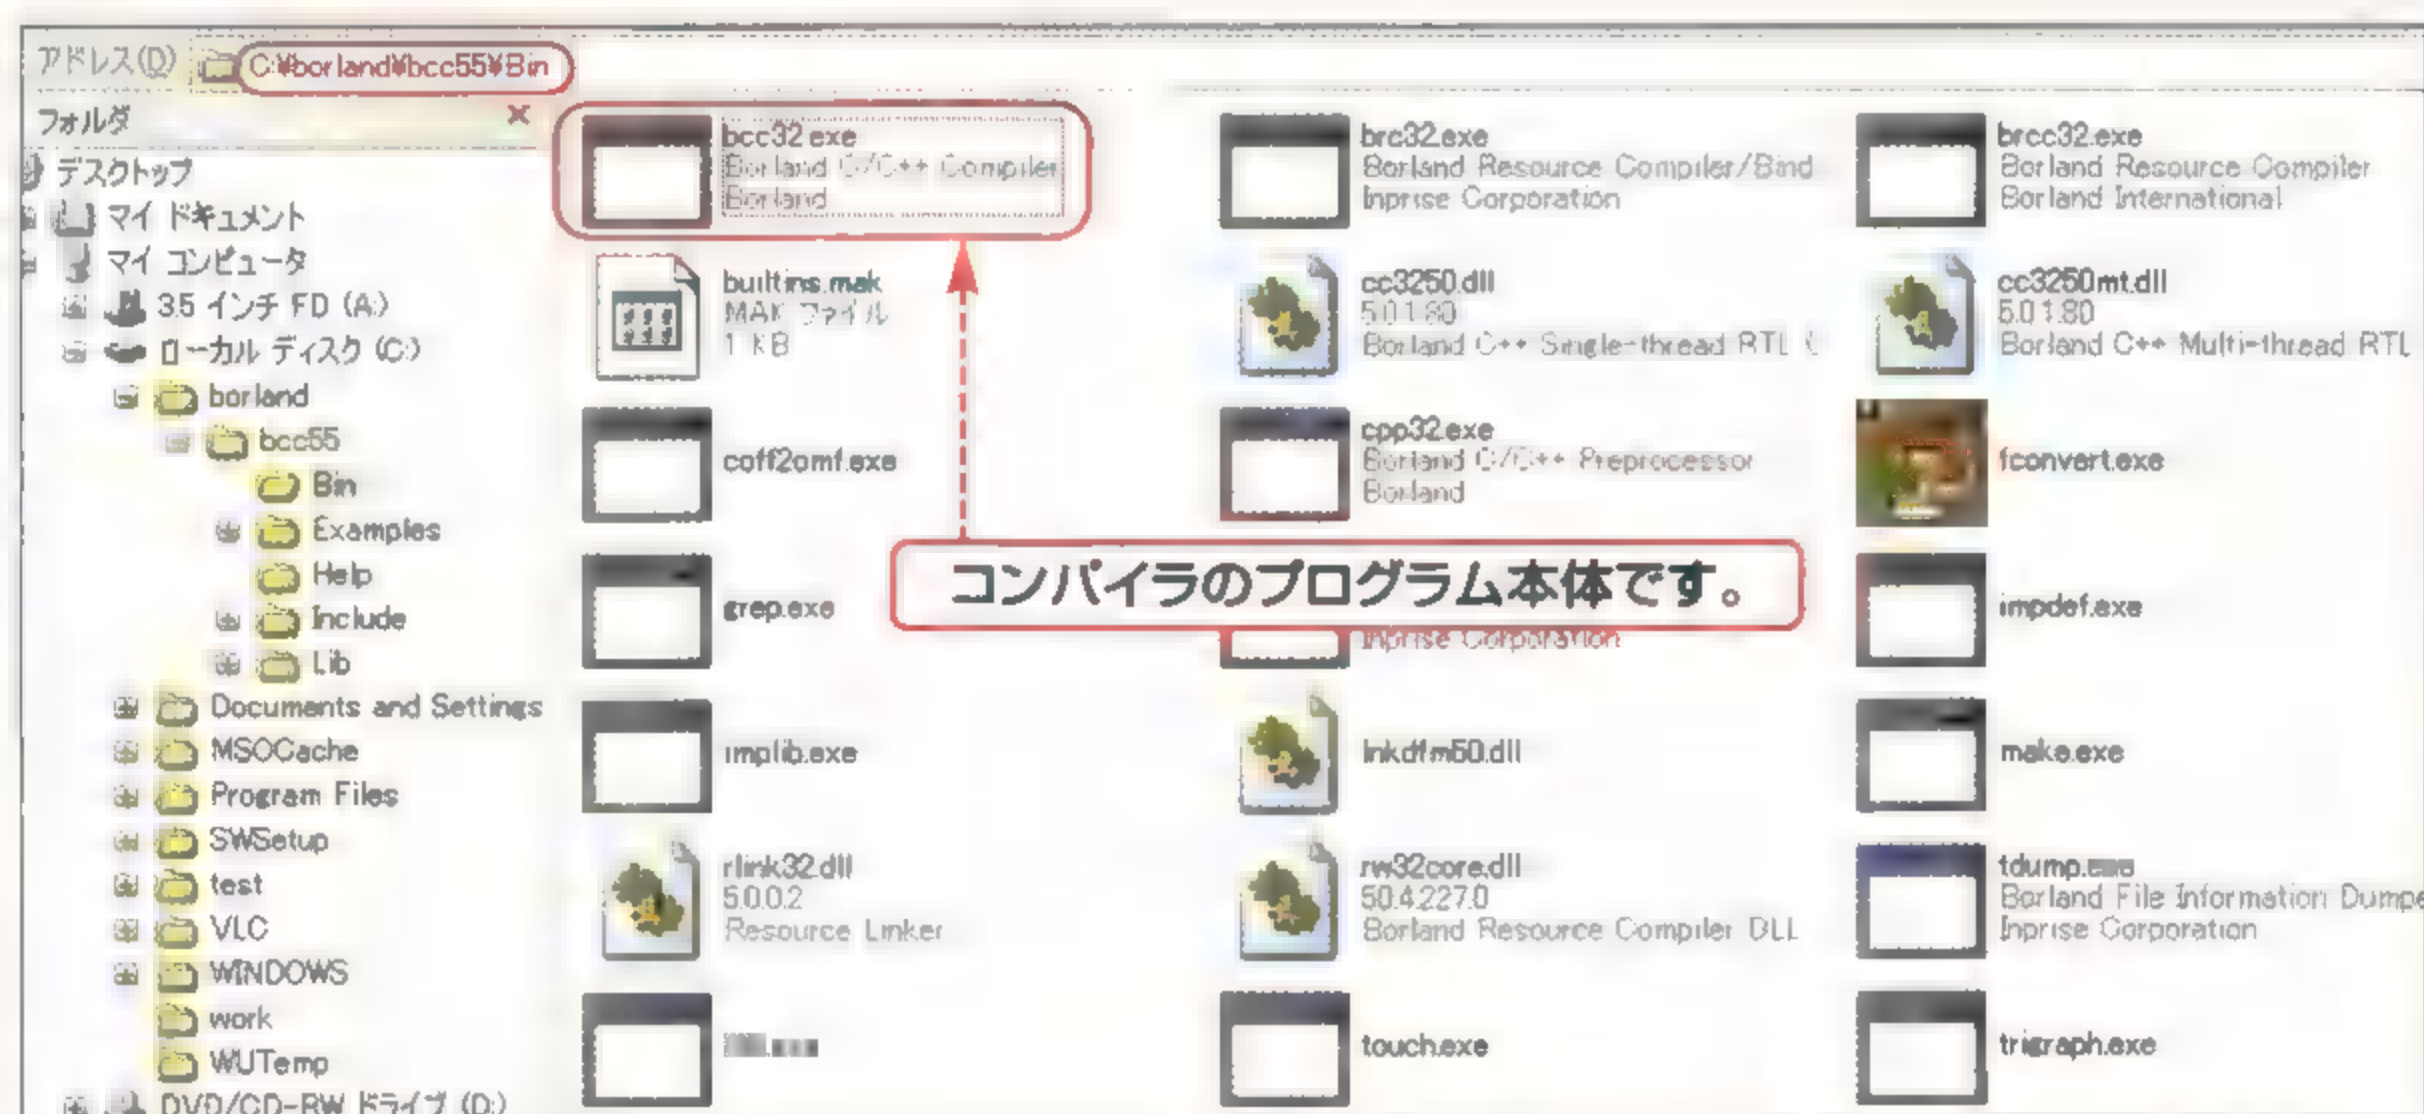 アドレス(D) C:¥borland¥bcc55¥Bin
フォルダ ×
デスクトップ
マイ ドキュメント
マイ コンピュータ
3.5 インチ FD (A:)
ローカル ディスク (C:)
borland
bcc55
Bin
Examples
Help
Include
Lib
Documents and Settings
MSOCache
Program Files
SWSetup
test
VLC
WINDOWS
work
WUTemp
DVD/CD-RW ドライブ (D:)
bcc32.exe
Borland C/C++ Compiler
Borland
brc32.exe
Borland Resource Compiler/Bind
Inprise Corporation
brcc32.exe
Borland Resource Compiler
Borland International
builtins.mak
MAK ファイル
1 KB
cc3250.dll
5.0.1.80
Borland C++ Single-thread RTL (
cc3250mt.dll
5.0.1.80
Borland C++ Multi-thread RTL
coff2omf.exe
cpp32.exe
Borland C/C++ Preprocessor
Borland
fconvert.exe
grep.exe
コンパイラのプログラム本体です。
Inprise Corporation
impdef.exe
implib.exe
lnkdfm50.dll
make.exe
rlink32.dll
5.0.0.2
Resource Linker
rw32core.dll
50.4.227.0
Borland Resource Compiler DLL
tdump.exe
Borland File Information Dumpe
Inprise Corporation
touch.exe
trigraph.exe